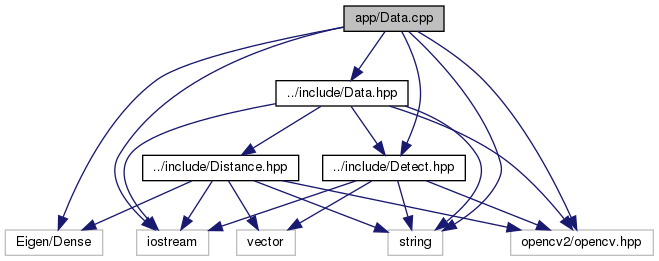 app/Data.cpp
../include/Data.hpp
../include/Distance.hpp
../include/Detect.hpp
Eigen/Dense
iostream
vector
string
opencv2/opencv.hpp